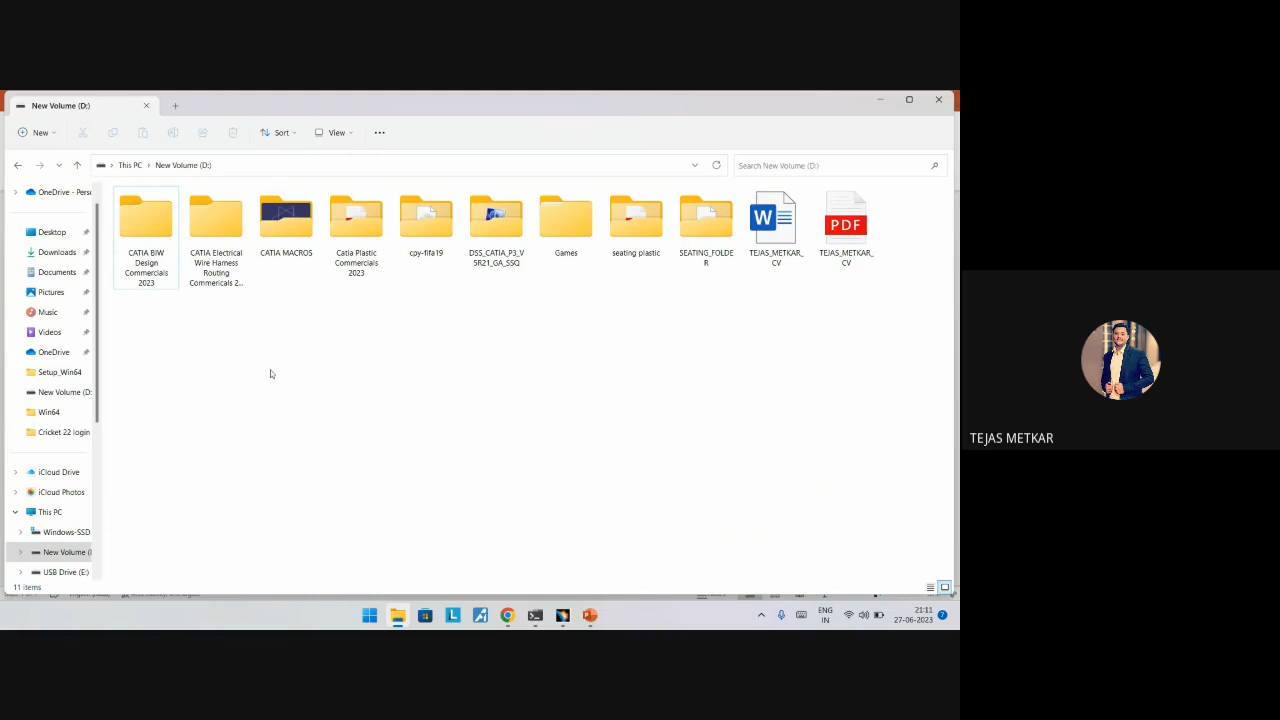 New Volume (D:)
New
Sort
View
This PC
New Volume (D:)
Search New Volume (D:)
OneDrive - Pers
Desktop
Downloads
Documents
Pictures
Music
Videos
OneDrive
Setup_Win64
New Volume (D:
Win64
Cricket 22 login
iCloud Drive
iCloud Photos
This PC
Windows-SSD
New Volume (
USB Drive (E:)
CATIA BIW
Design
Commercials
2023
CATIA Electrical
Wire Harness
Routing
Commericals 2...
CATIA MACROS
Catia Plastic
Commercials
2023
cpy-fifa19
DSS_CATIA_P3_V
5R21_GA_SSQ
Games
seating plastic
SEATING_FOLDE
R
W
TEJAS_METKAR_
CV
PDF
TEJAS_METKAR_
CV
11 items
ENG
IN
21:11
27-06-2023
7
TEJAS METKAR